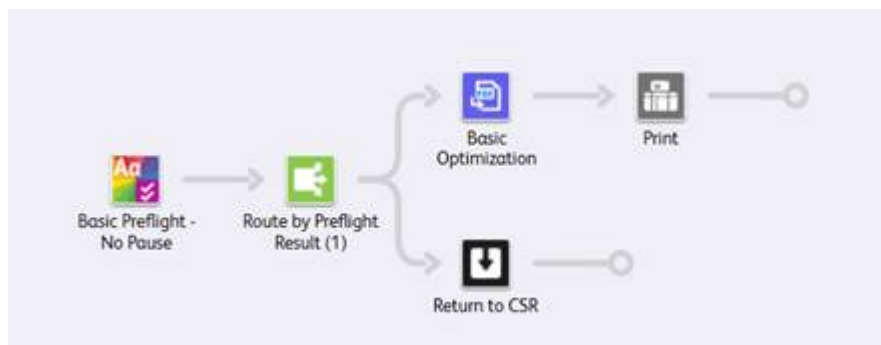 Aa
Basic
Optimization
Print
Basic Preflight -
No Pause
Route by Preflight
Result (1)
Return to CSR